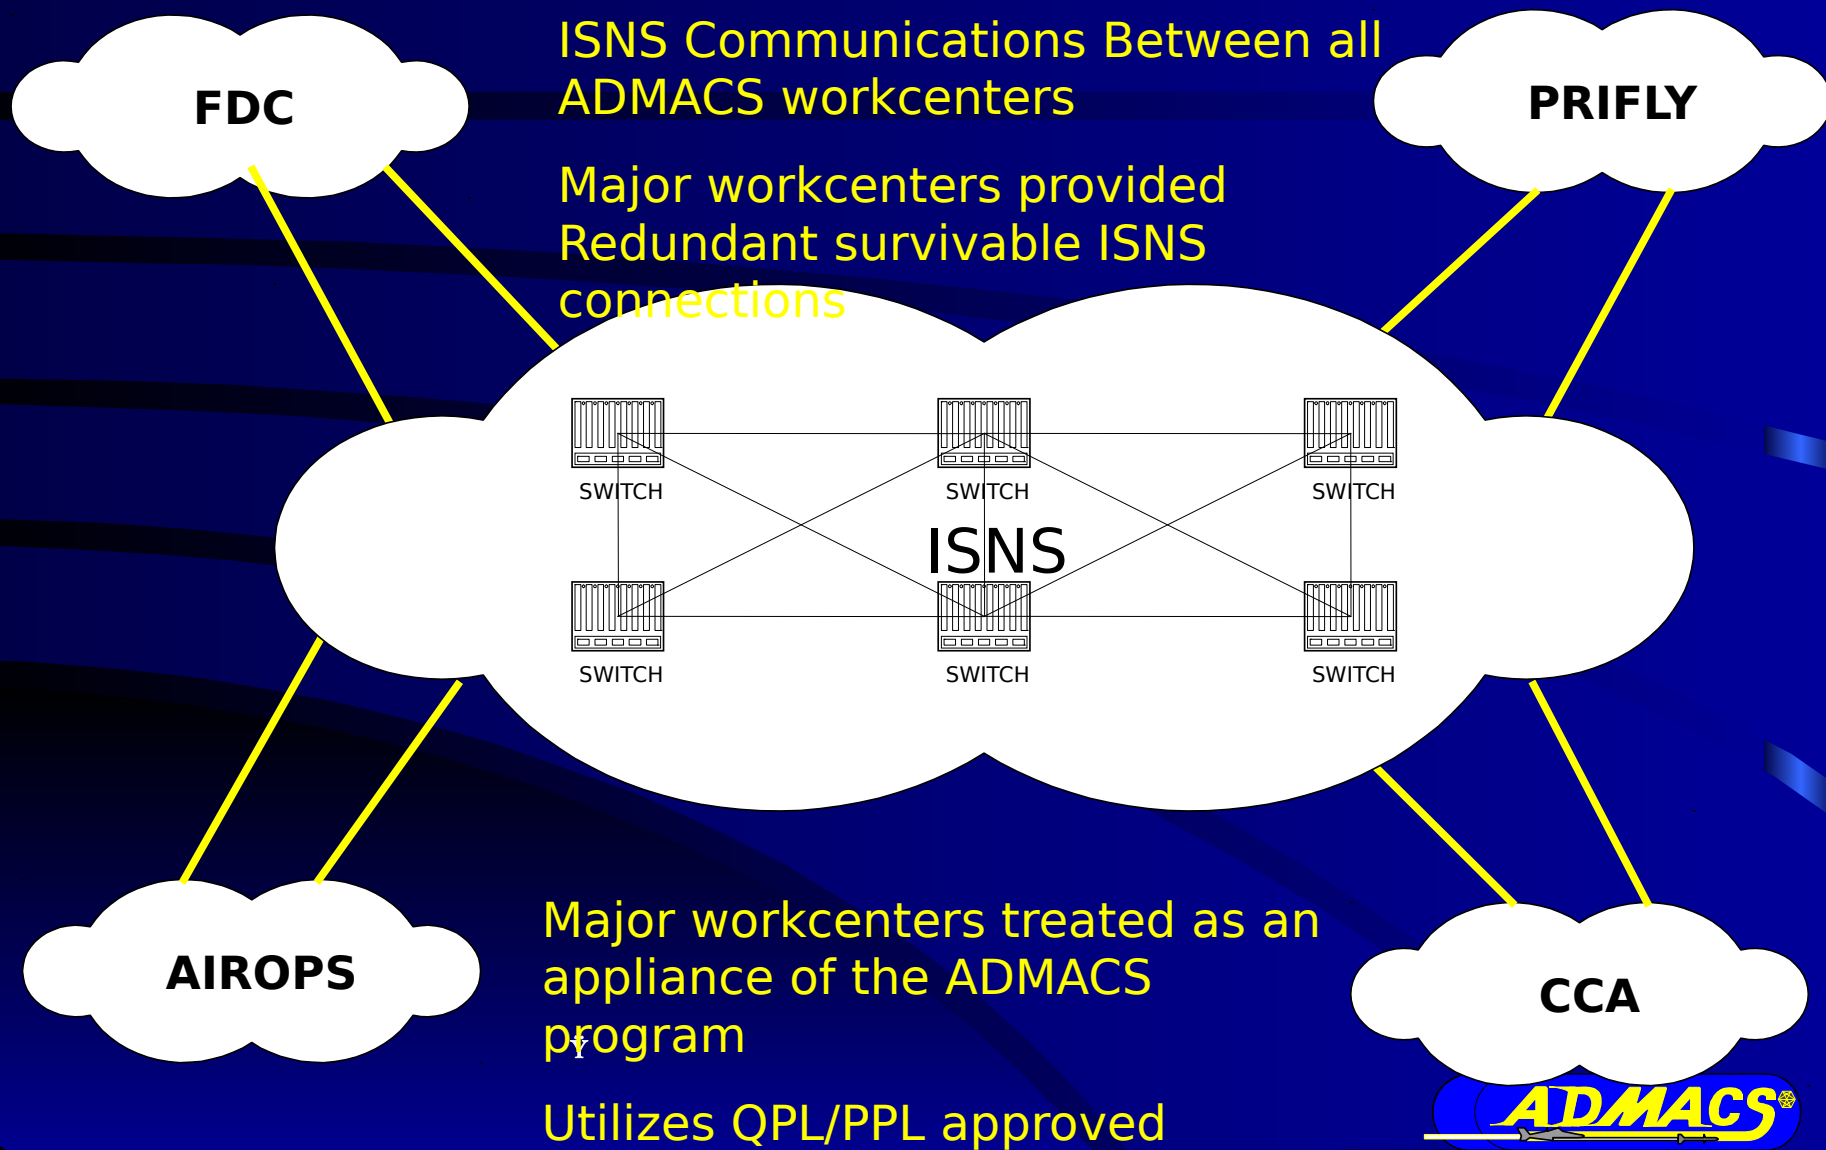 FDC
ISNS Communications Between all
ADMACS workcenters
PRIFLY
Major workcenters provided
Redundant survivable ISNS
connections
SWITCH
SWITCH
SWITCH
ISNS
SWITCH
SWITCH
SWITCH
AIROPS
Major workcenters treated as an
appliance of the ADMACS
program
Ÿ
Utilizes QPL/PPL approved
CCA
ADMACS